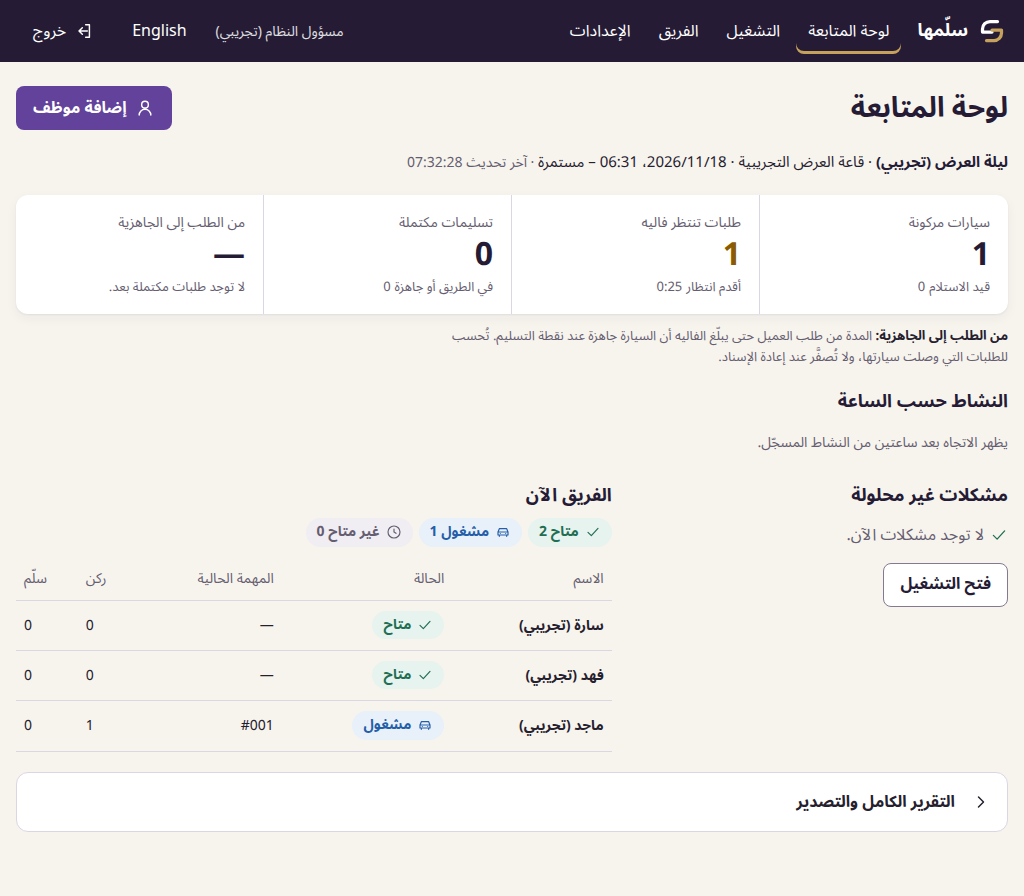 سلّمها
لوحة المتابعة
التشغيل
الفريق
الإعدادات
مسؤول النظام (تجريبي)
English
خروج
لوحة المتابعة
إضافة موظف
ليلة العرض (تجريبي) · قاعة العرض التجريبية · 2026/11/18، 06:31 – مستمرة · آخر تحديث 07:32:28
سيارات مركونة
1
قيد الاستلام 0
طلبات تنتظر فاليه
1
أقدم انتظار 0:25
تسليمات مكتملة
0
في الطريق أو جاهزة 0
من الطلب إلى الجاهزية
—
لا توجد طلبات مكتملة بعد.
من الطلب إلى الجاهزية: المدة من طلب العميل حتى يبلّغ الفاليه أن السيارة جاهزة عند نقطة التسليم. تُحسب
للطلبات التي وصلت سيارتها، ولا تُصفَّر عند إعادة الإسناد.
النشاط حسب الساعة
يظهر الاتجاه بعد ساعتين من النشاط المسجّل.
مشكلات غير محلولة
لا توجد مشكلات الآن.
فتح التشغيل
الفريق الآن
متاح 2
مشغول 1
غير متاح 0
الاسم الحالة المهمة الحالية ركن سلّم
سارة (تجريبي) متاح — 0 0
فهد (تجريبي) متاح — 0 0
ماجد (تجريبي) مشغول #001 1 0
التقرير الكامل والتصدير